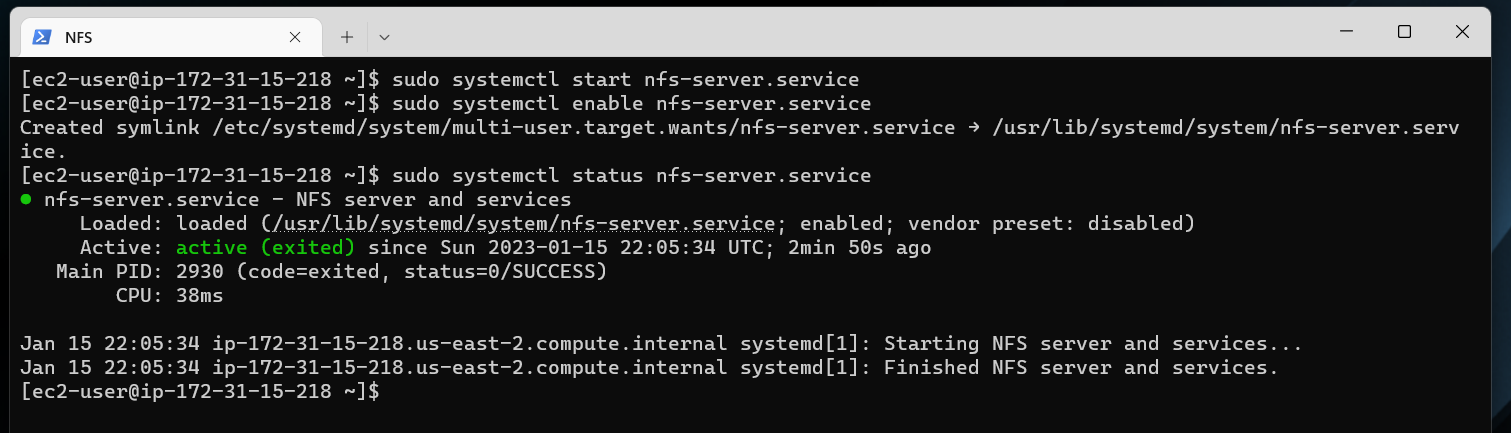 NFS
[ec2-user@ip-172-31-15-218 ~]$ sudo systemctl start nfs-server.service
[ec2-user@ip-172-31-15-218 ~]$ sudo systemctl enable nfs-server.service
Created symlink /etc/systemd/system/multi-user.target.wants/nfs-server.service → /usr/lib/systemd/system/nfs-server.serv
ice.
[ec2-user@ip-172-31-15-218 ~]$ sudo systemctl status nfs-server.service
● nfs-server.service - NFS server and services
     Loaded: loaded (/usr/lib/systemd/system/nfs-server.service; enabled; vendor preset: disabled)
     Active: active (exited) since Sun 2023-01-15 22:05:34 UTC; 2min 50s ago
   Main PID: 2930 (code=exited, status=0/SUCCESS)
        CPU: 38ms

Jan 15 22:05:34 ip-172-31-15-218.us-east-2.compute.internal systemd[1]: Starting NFS server and services...
Jan 15 22:05:34 ip-172-31-15-218.us-east-2.compute.internal systemd[1]: Finished NFS server and services.
[ec2-user@ip-172-31-15-218 ~]$